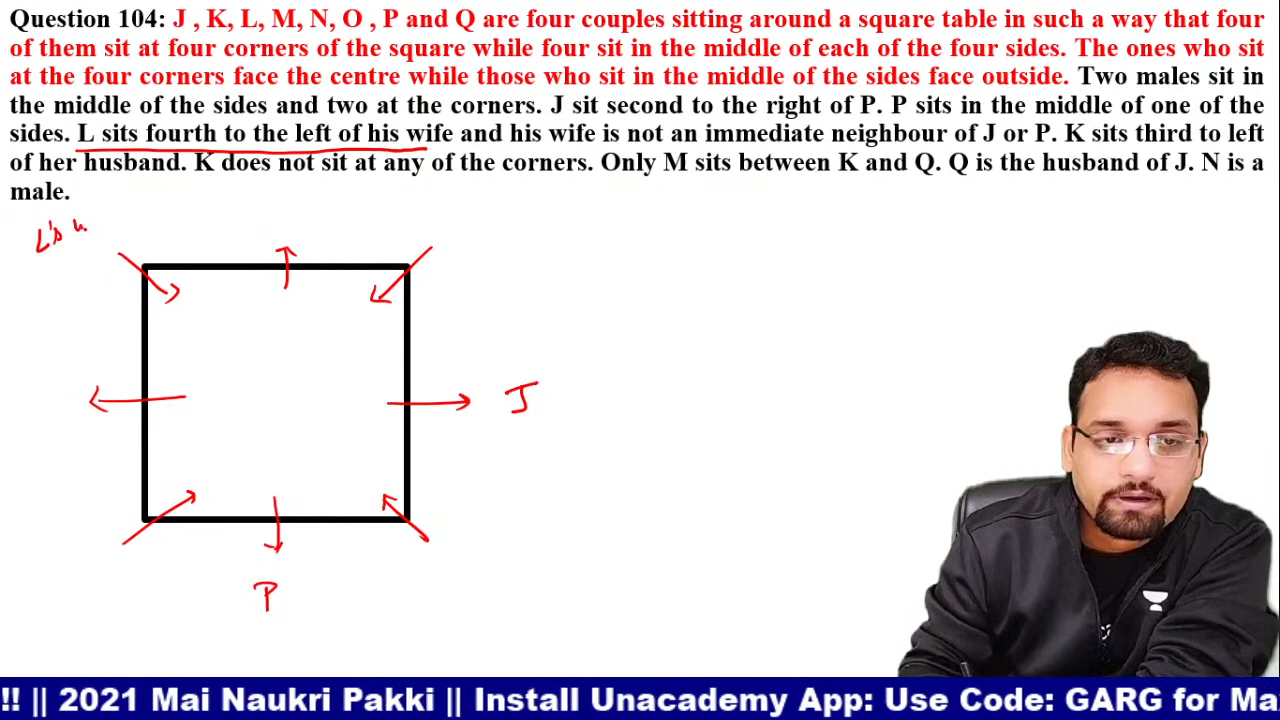 Question 104: J , K, L, M, N, O , P and Q are four couples sitting around a square table in such a way that four
of them sit at four corners of the square while four sit in the middle of each of the four sides. The ones who sit
at the four corners face the centre while those who sit in the middle of the sides face outside. Two males sit in
the middle of the sides and two at the corners. J sit second to the right of P. P sits in the middle of one of the
sides. L sits fourth to the left of his wife and his wife is not an immediate neighbour of J or P. K sits third to left
of her husband. K does not sit at any of the corners. Only M sits between K and Q. Q is the husband of J. N is a
male.
L's
J
P
!! || 2021 Mai Naukri Pakki || Install Unacademy App: Use Code: GARG for Ma